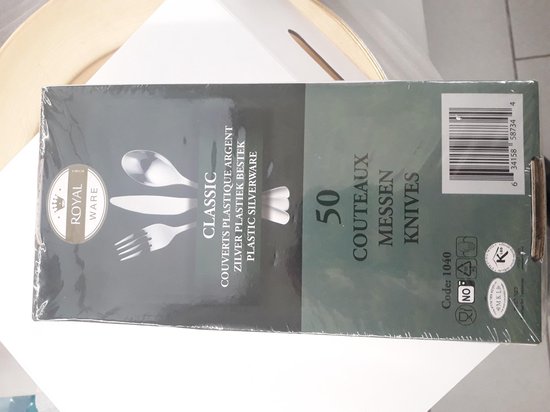 ROYAL
WARE
CLASSIC
COUVERTS PLASTIQUE ARGENT
ZILVER PLASTIEK BESTEK
PLASTIC SILVERWARE
50
COUTEAUX
MESSEN
KNIVES
6 34158 58734 4
Code: 1040
NO
K
M K L B